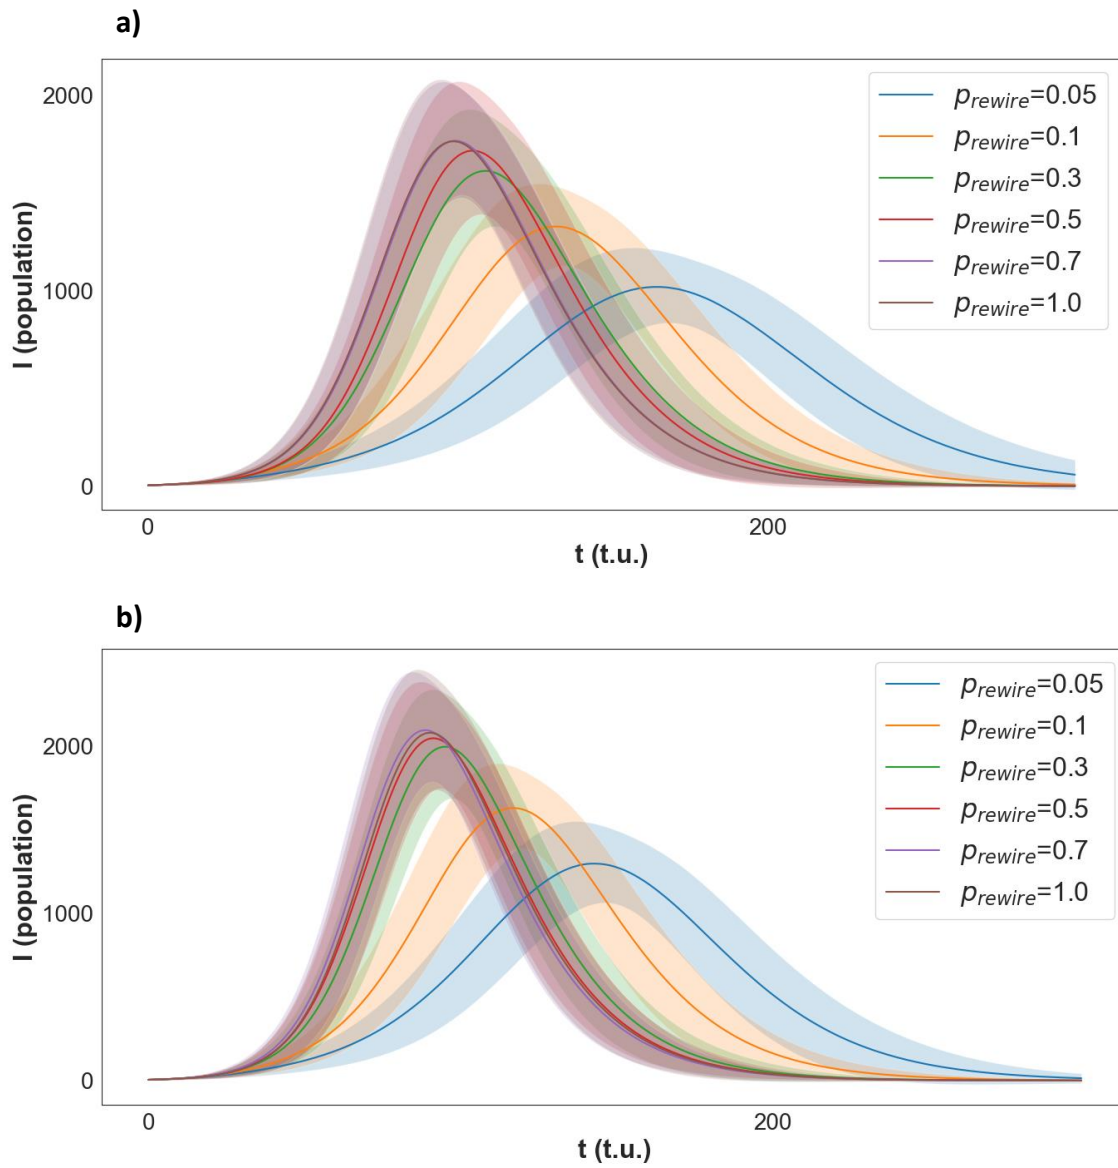 a)
2000
1000
0
I (population)
0
200
t (t.u.)
p_rewire=0.05
p_rewire=0.1
p_rewire=0.3
p_rewire=0.5
p_rewire=0.7
p_rewire=1.0
b)
2000
1000
0
I (population)
0
200
t (t.u.)
p_rewire=0.05
p_rewire=0.1
p_rewire=0.3
p_rewire=0.5
p_rewire=0.7
p_rewire=1.0